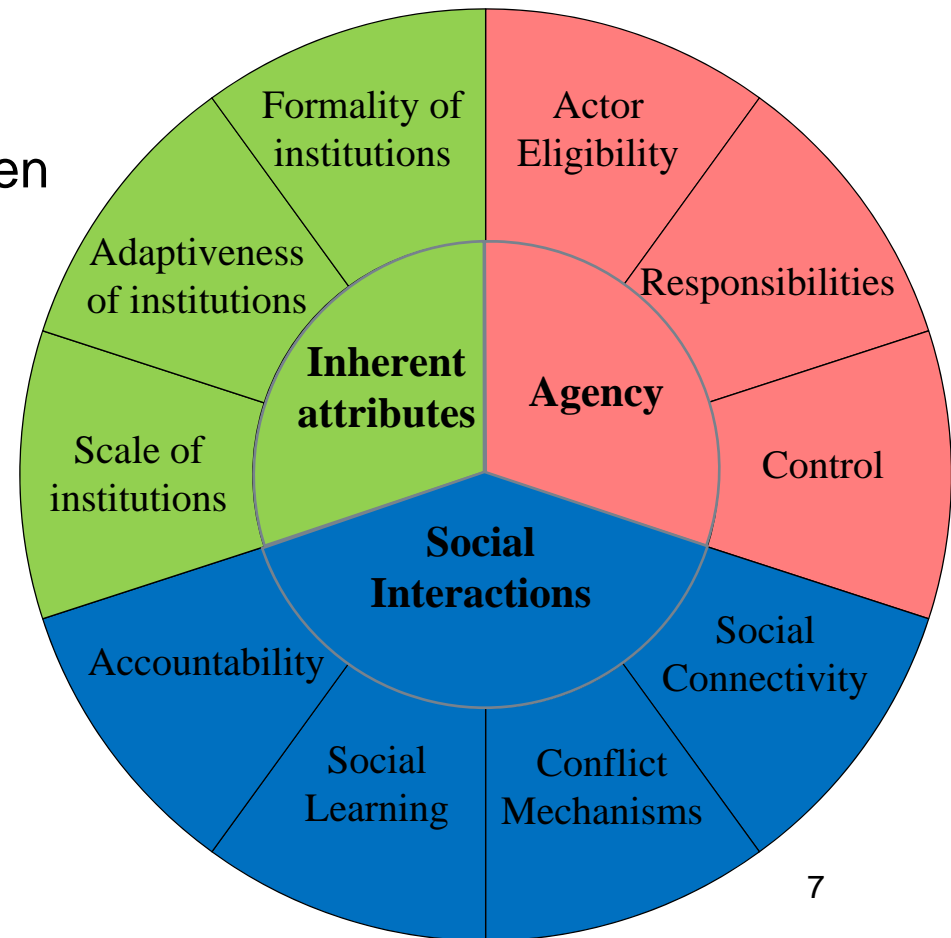 en
Formality of
institutions
Actor
Eligibility
Adaptiveness
of institutions
Responsibilities
Inherent
attributes
Agency
Scale of
institutions
Control
Social
Interactions
Accountability
Social
Connectivity
Social
Learning
Conflict
Mechanisms
7